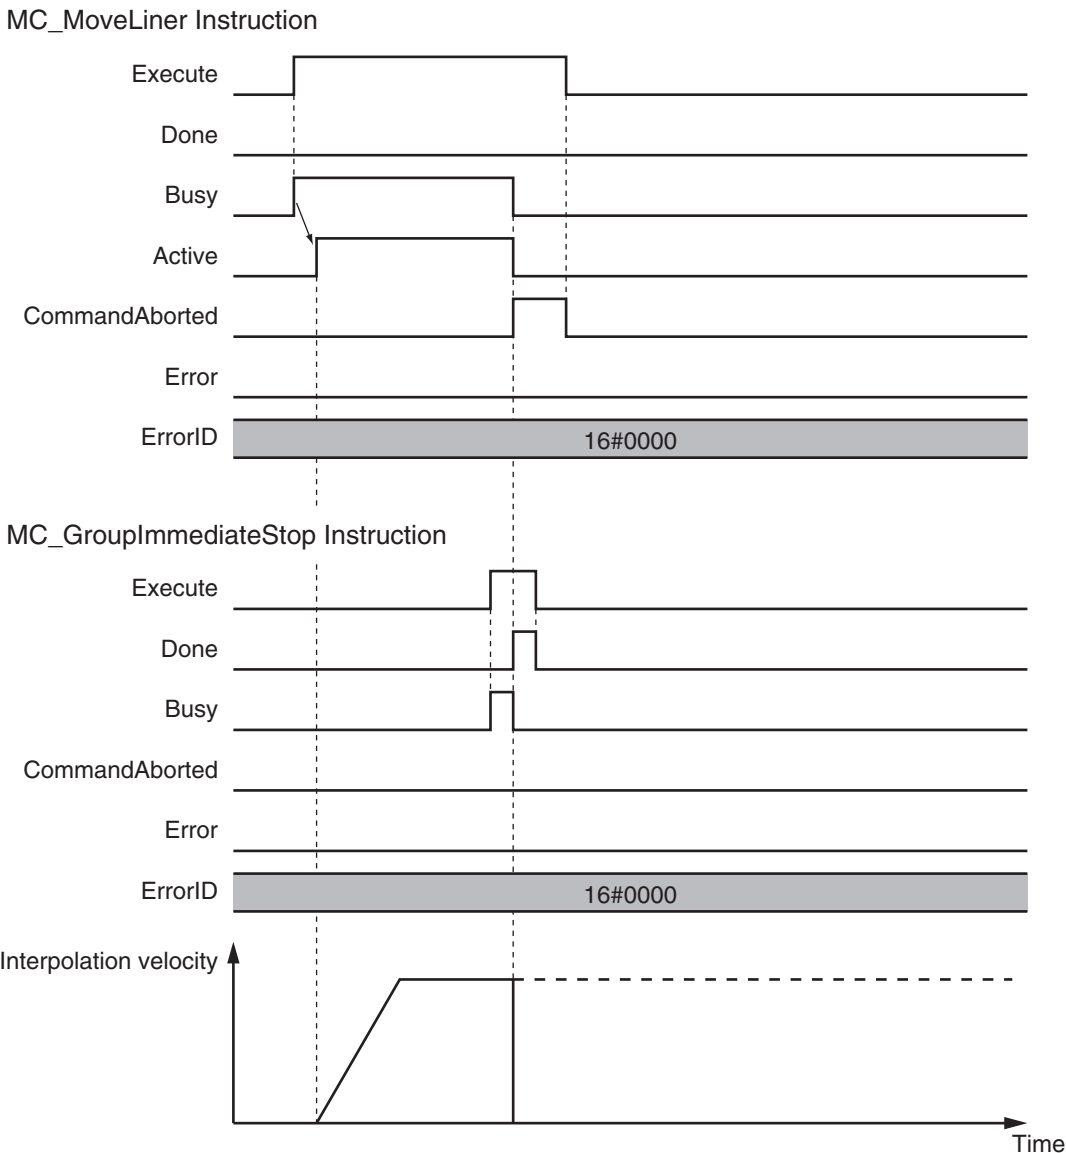 MC_MoveLiner Instruction
Execute
Done
Busy
Active
CommandAborted
Error
ErrorID
16#0000
MC_GroupImmediateStop Instruction
Execute
Done
Busy
CommandAborted
Error
ErrorID
16#0000
Interpolation velocity
Time